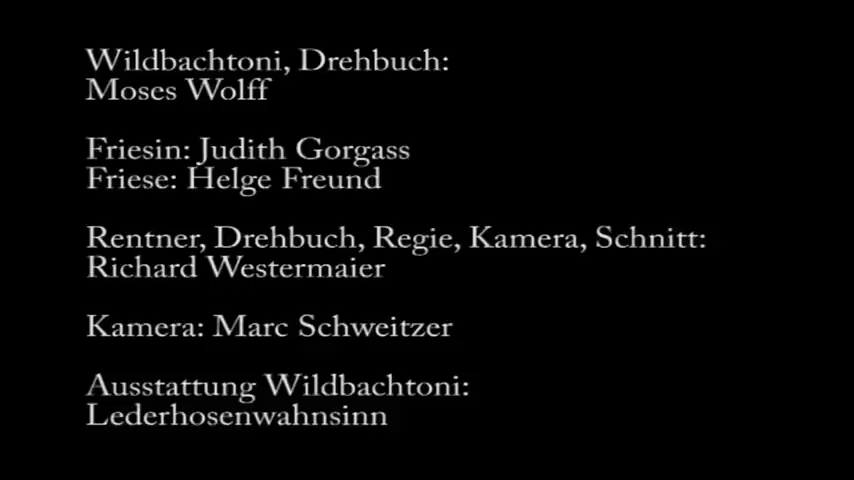 Wildbachtoni, Drehbuch:
Moses Wolff
Friesin: Judith Gorgass
Friese: Helge Freund
Rentner, Drehbuch, Regie, Kamera, Schnitt:
Richard Westermaier
Kamera: Marc Schweitzer
Ausstattung Wildbachtoni:
Lederhosenwahnsinn